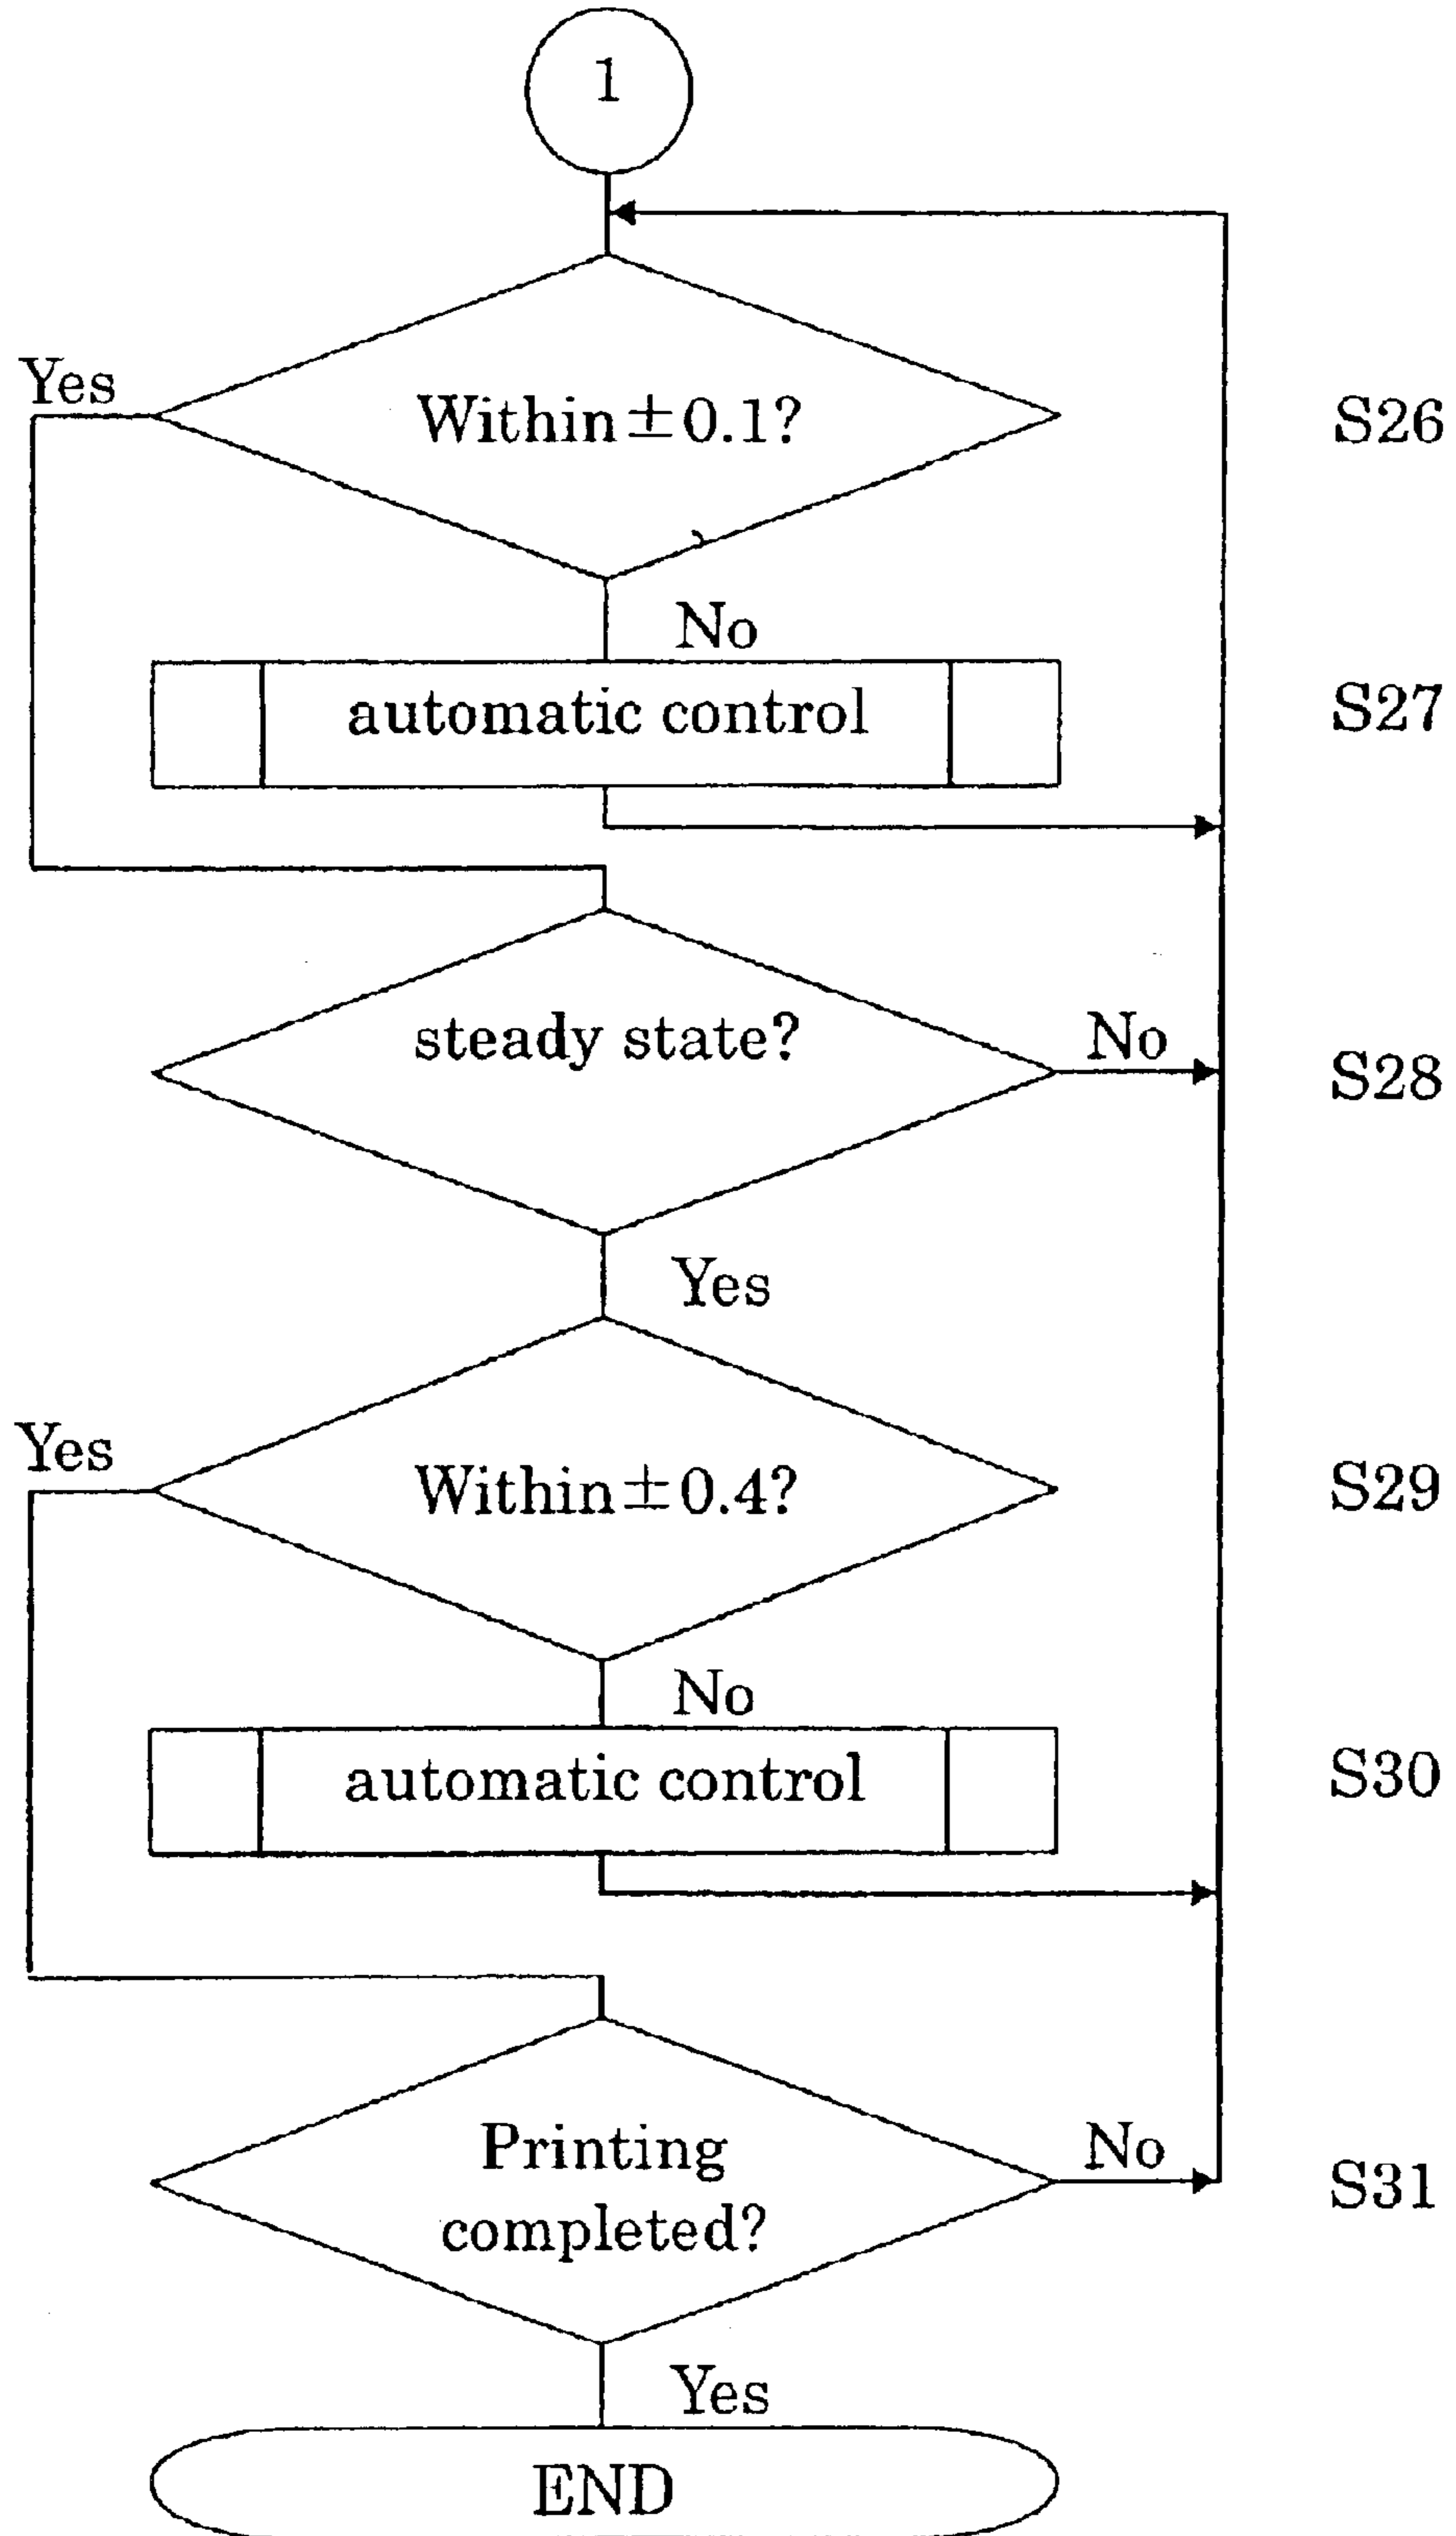 1
Yes
Within±0.1?
S26
No
automatic control
S27
steady state?
No
S28
Yes
Yes
Within±0.4?
S29
No
automatic control
S30
Printing
completed?
No
S31
Yes
END